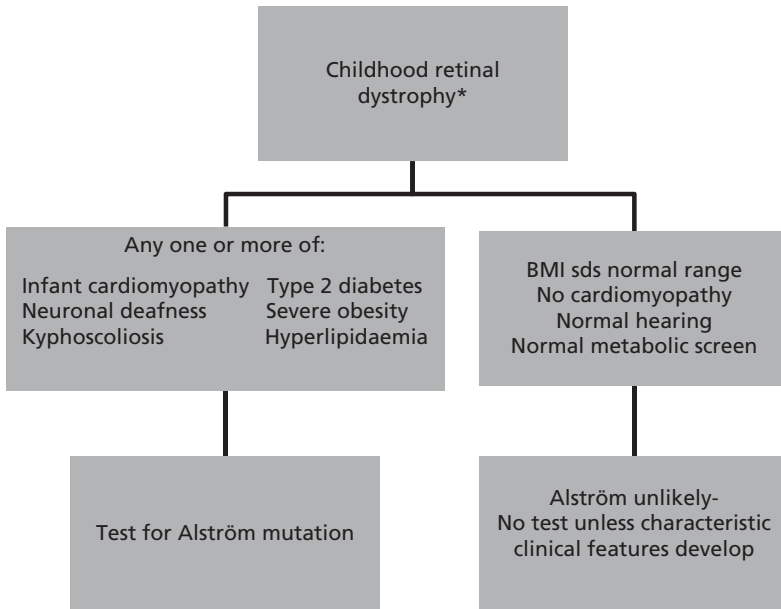 Childhood retinal
dystrophy*
Any one or more of:
Infant cardiomyopathy Type 2 diabetes
Neuronal deafness Severe obesity
Kyphoscoliosis Hyperlipidaemia
BMI sds normal range
No cardiomyopathy
Normal hearing
Normal metabolic screen
Test for Alström mutation
Alström unlikely-
No test unless characteristic
clinical features develop